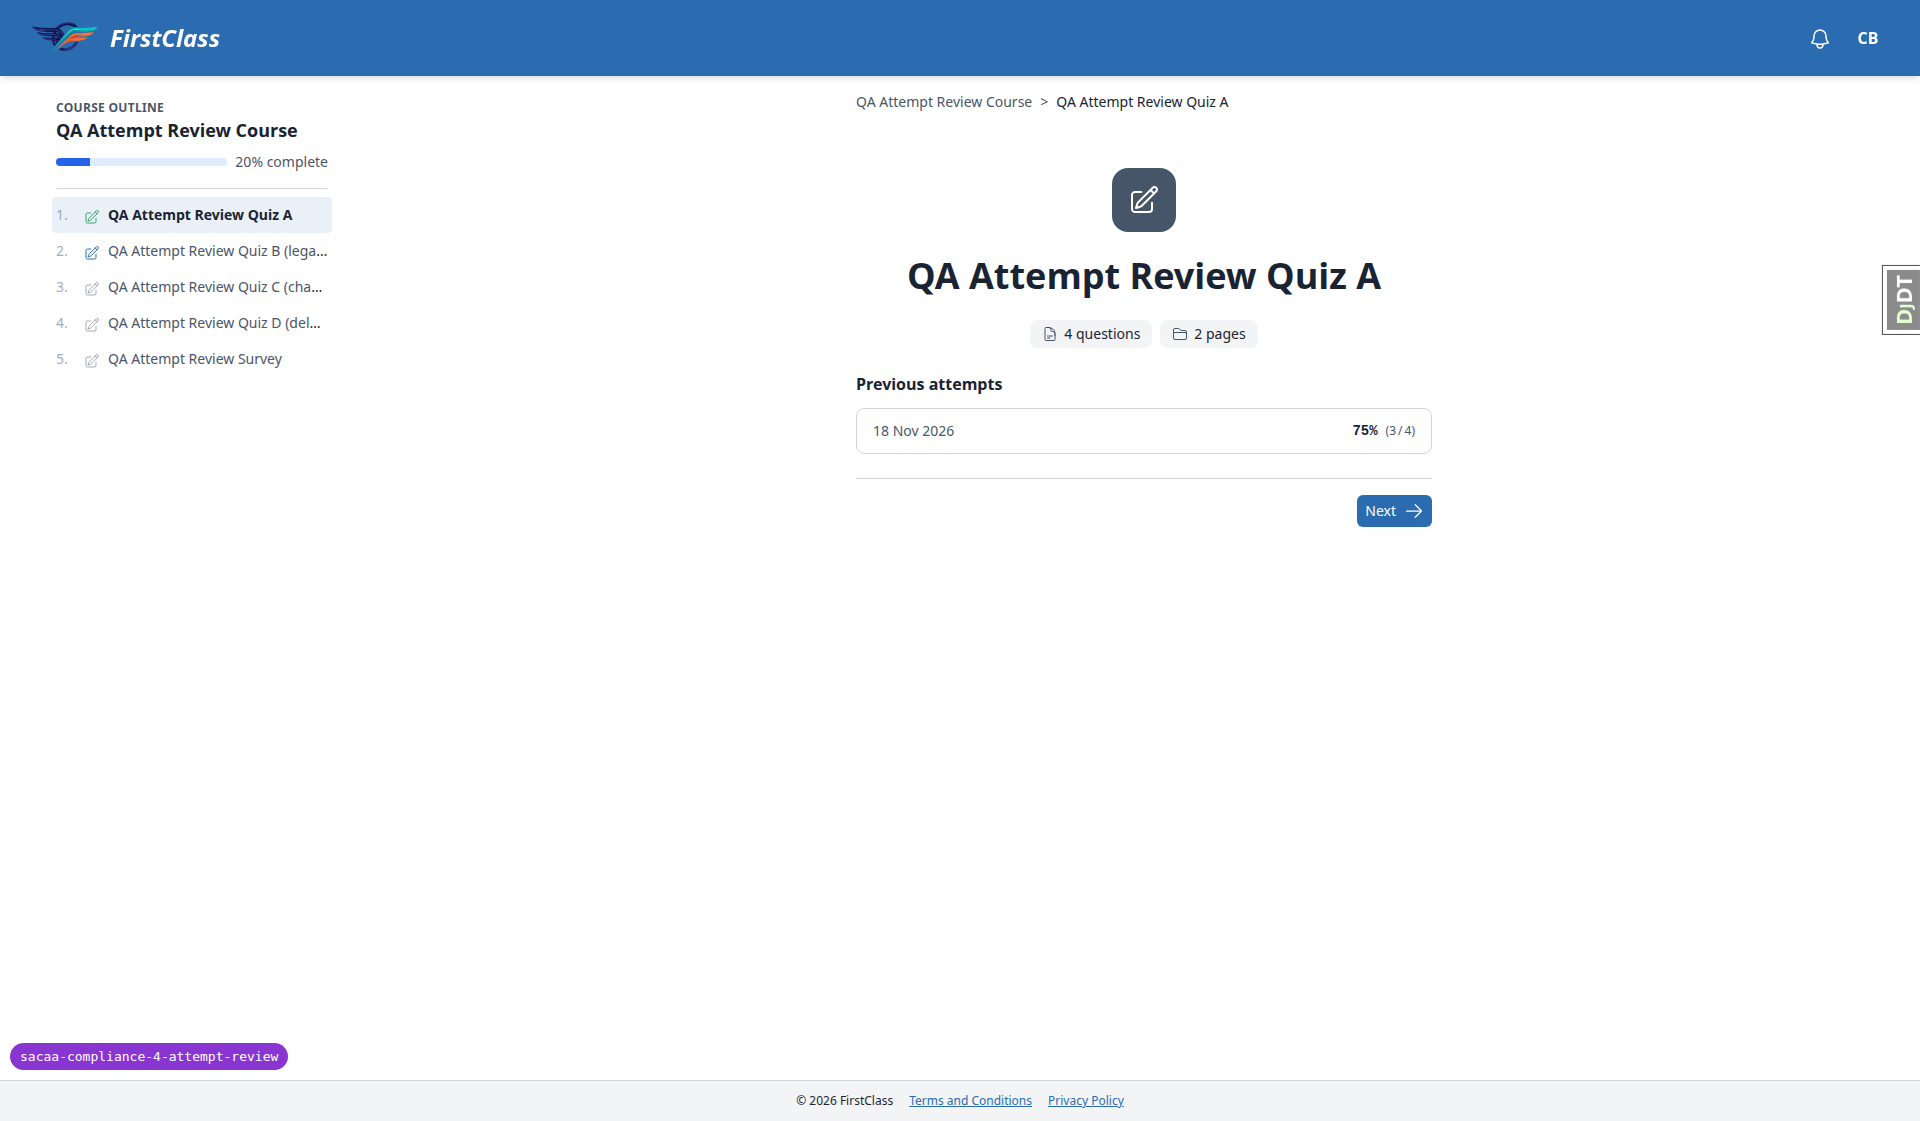 FirstClass
CB
COURSE OUTLINE
QA Attempt Review Course
20% complete
1. QA Attempt Review Quiz A
2. QA Attempt Review Quiz B (lega...
3. QA Attempt Review Quiz C (cha...
4. QA Attempt Review Quiz D (del...
5. QA Attempt Review Survey
QA Attempt Review Course > QA Attempt Review Quiz A
QA Attempt Review Quiz A
4 questions 2 pages
Previous attempts
18 Nov 2026 75% (3/4)
Next
DJDT
sacaa-compliance-4-attempt-review
© 2026 FirstClass Terms and Conditions Privacy Policy